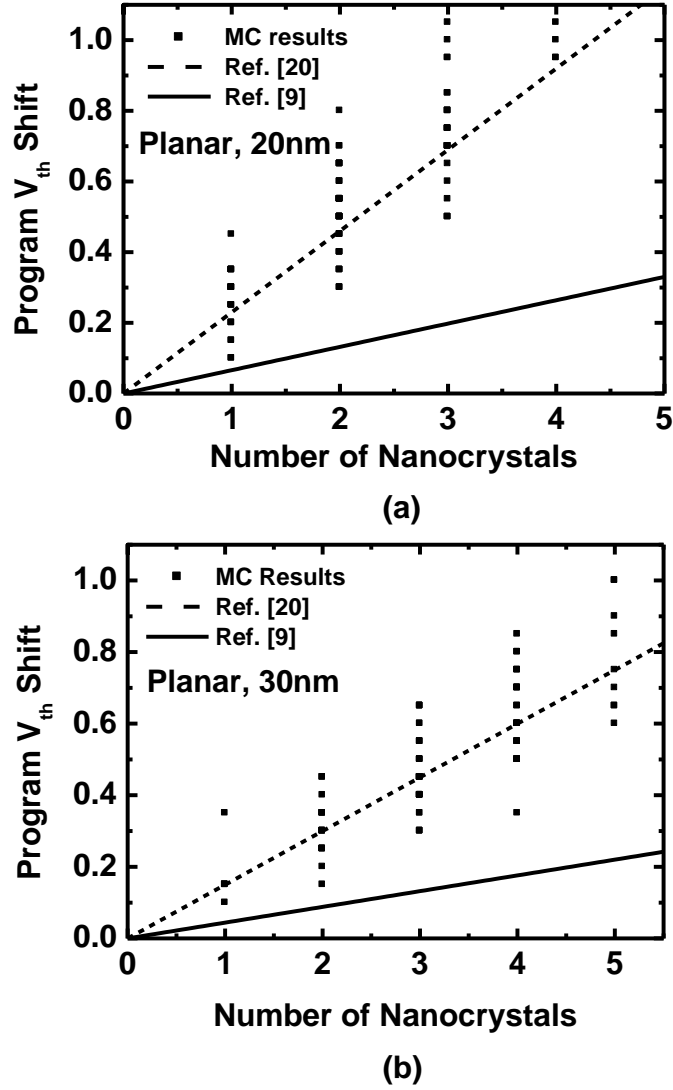 1.0
0.8
0.6
0.4
0.2
0.0
Program Vth Shift
MC results
Ref. [20]
Ref. [9]
Planar, 20nm
0 1 2 3 4 5
Number of Nanocrystals
(a)
1.0
0.8
0.6
0.4
0.2
0.0
Program Vth Shift
MC Results
Ref. [20]
Ref. [9]
Planar, 30nm
0 1 2 3 4 5
Number of Nanocrystals
(b)